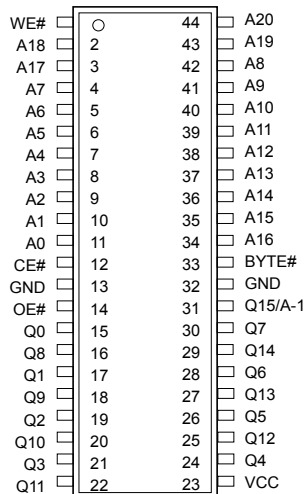 WE# 44 A20
A18 2 43 A19
A17 3 42 A8
A7 4 41 A9
A6 5 40 A10
A5 6 39 A11
A4 7 38 A12
A3 8 37 A13
A2 9 36 A14
A1 10 35 A15
A0 11 34 A16
CE# 12 33 BYTE#
GND 13 32 GND
OE# 14 31 Q15/A-1
Q0 15 30 Q7
Q8 16 29 Q14
Q1 17 28 Q6
Q9 18 27 Q13
Q2 19 26 Q5
Q10 20 25 Q12
Q3 21 24 Q4
Q11 22 23 VCC